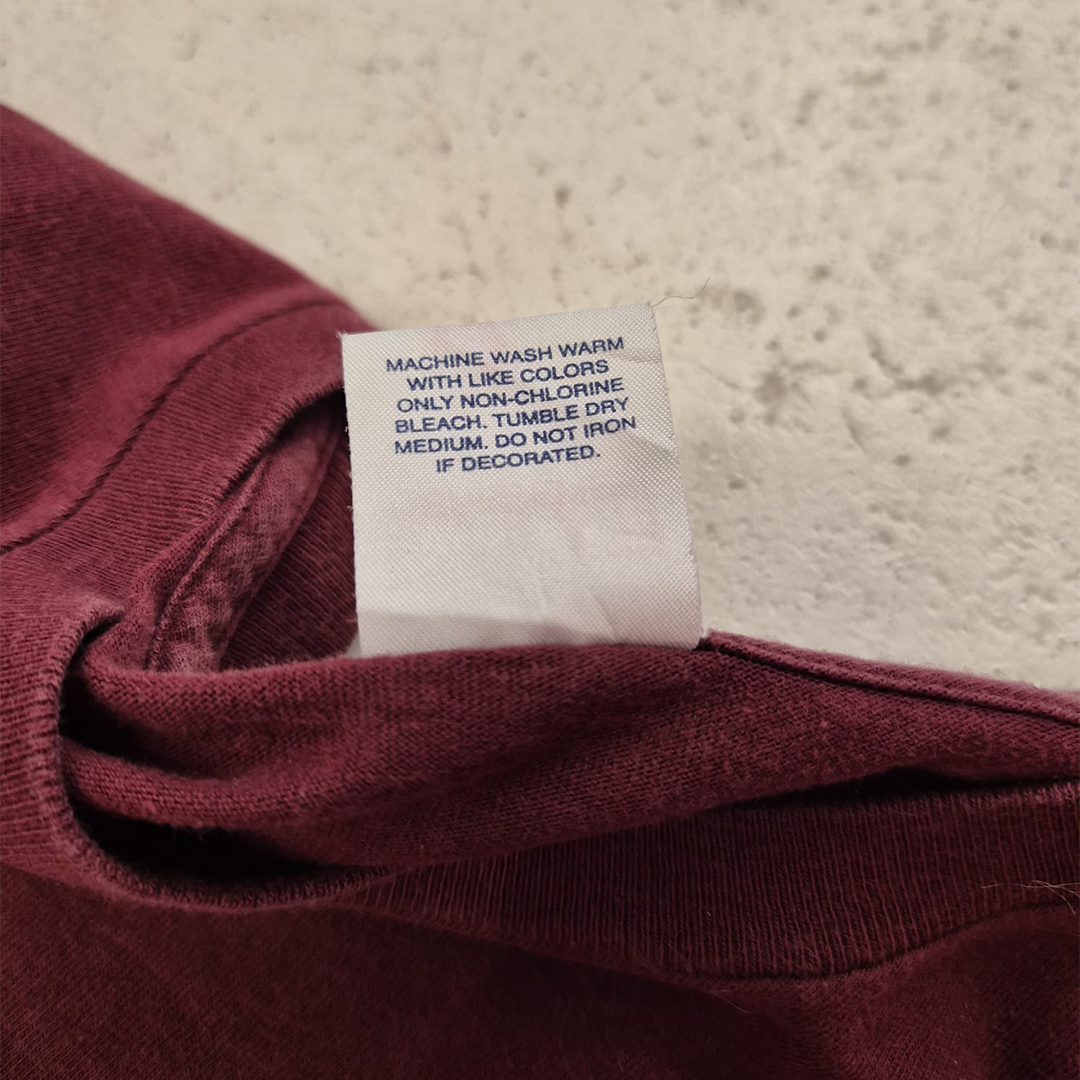 MACHINE WASH WARM
WITH LIKE COLORS
ONLY NON-CHLORINE
BLEACH. TUMBLE DRY
MEDIUM. DO NOT IRON
IF DECORATED.